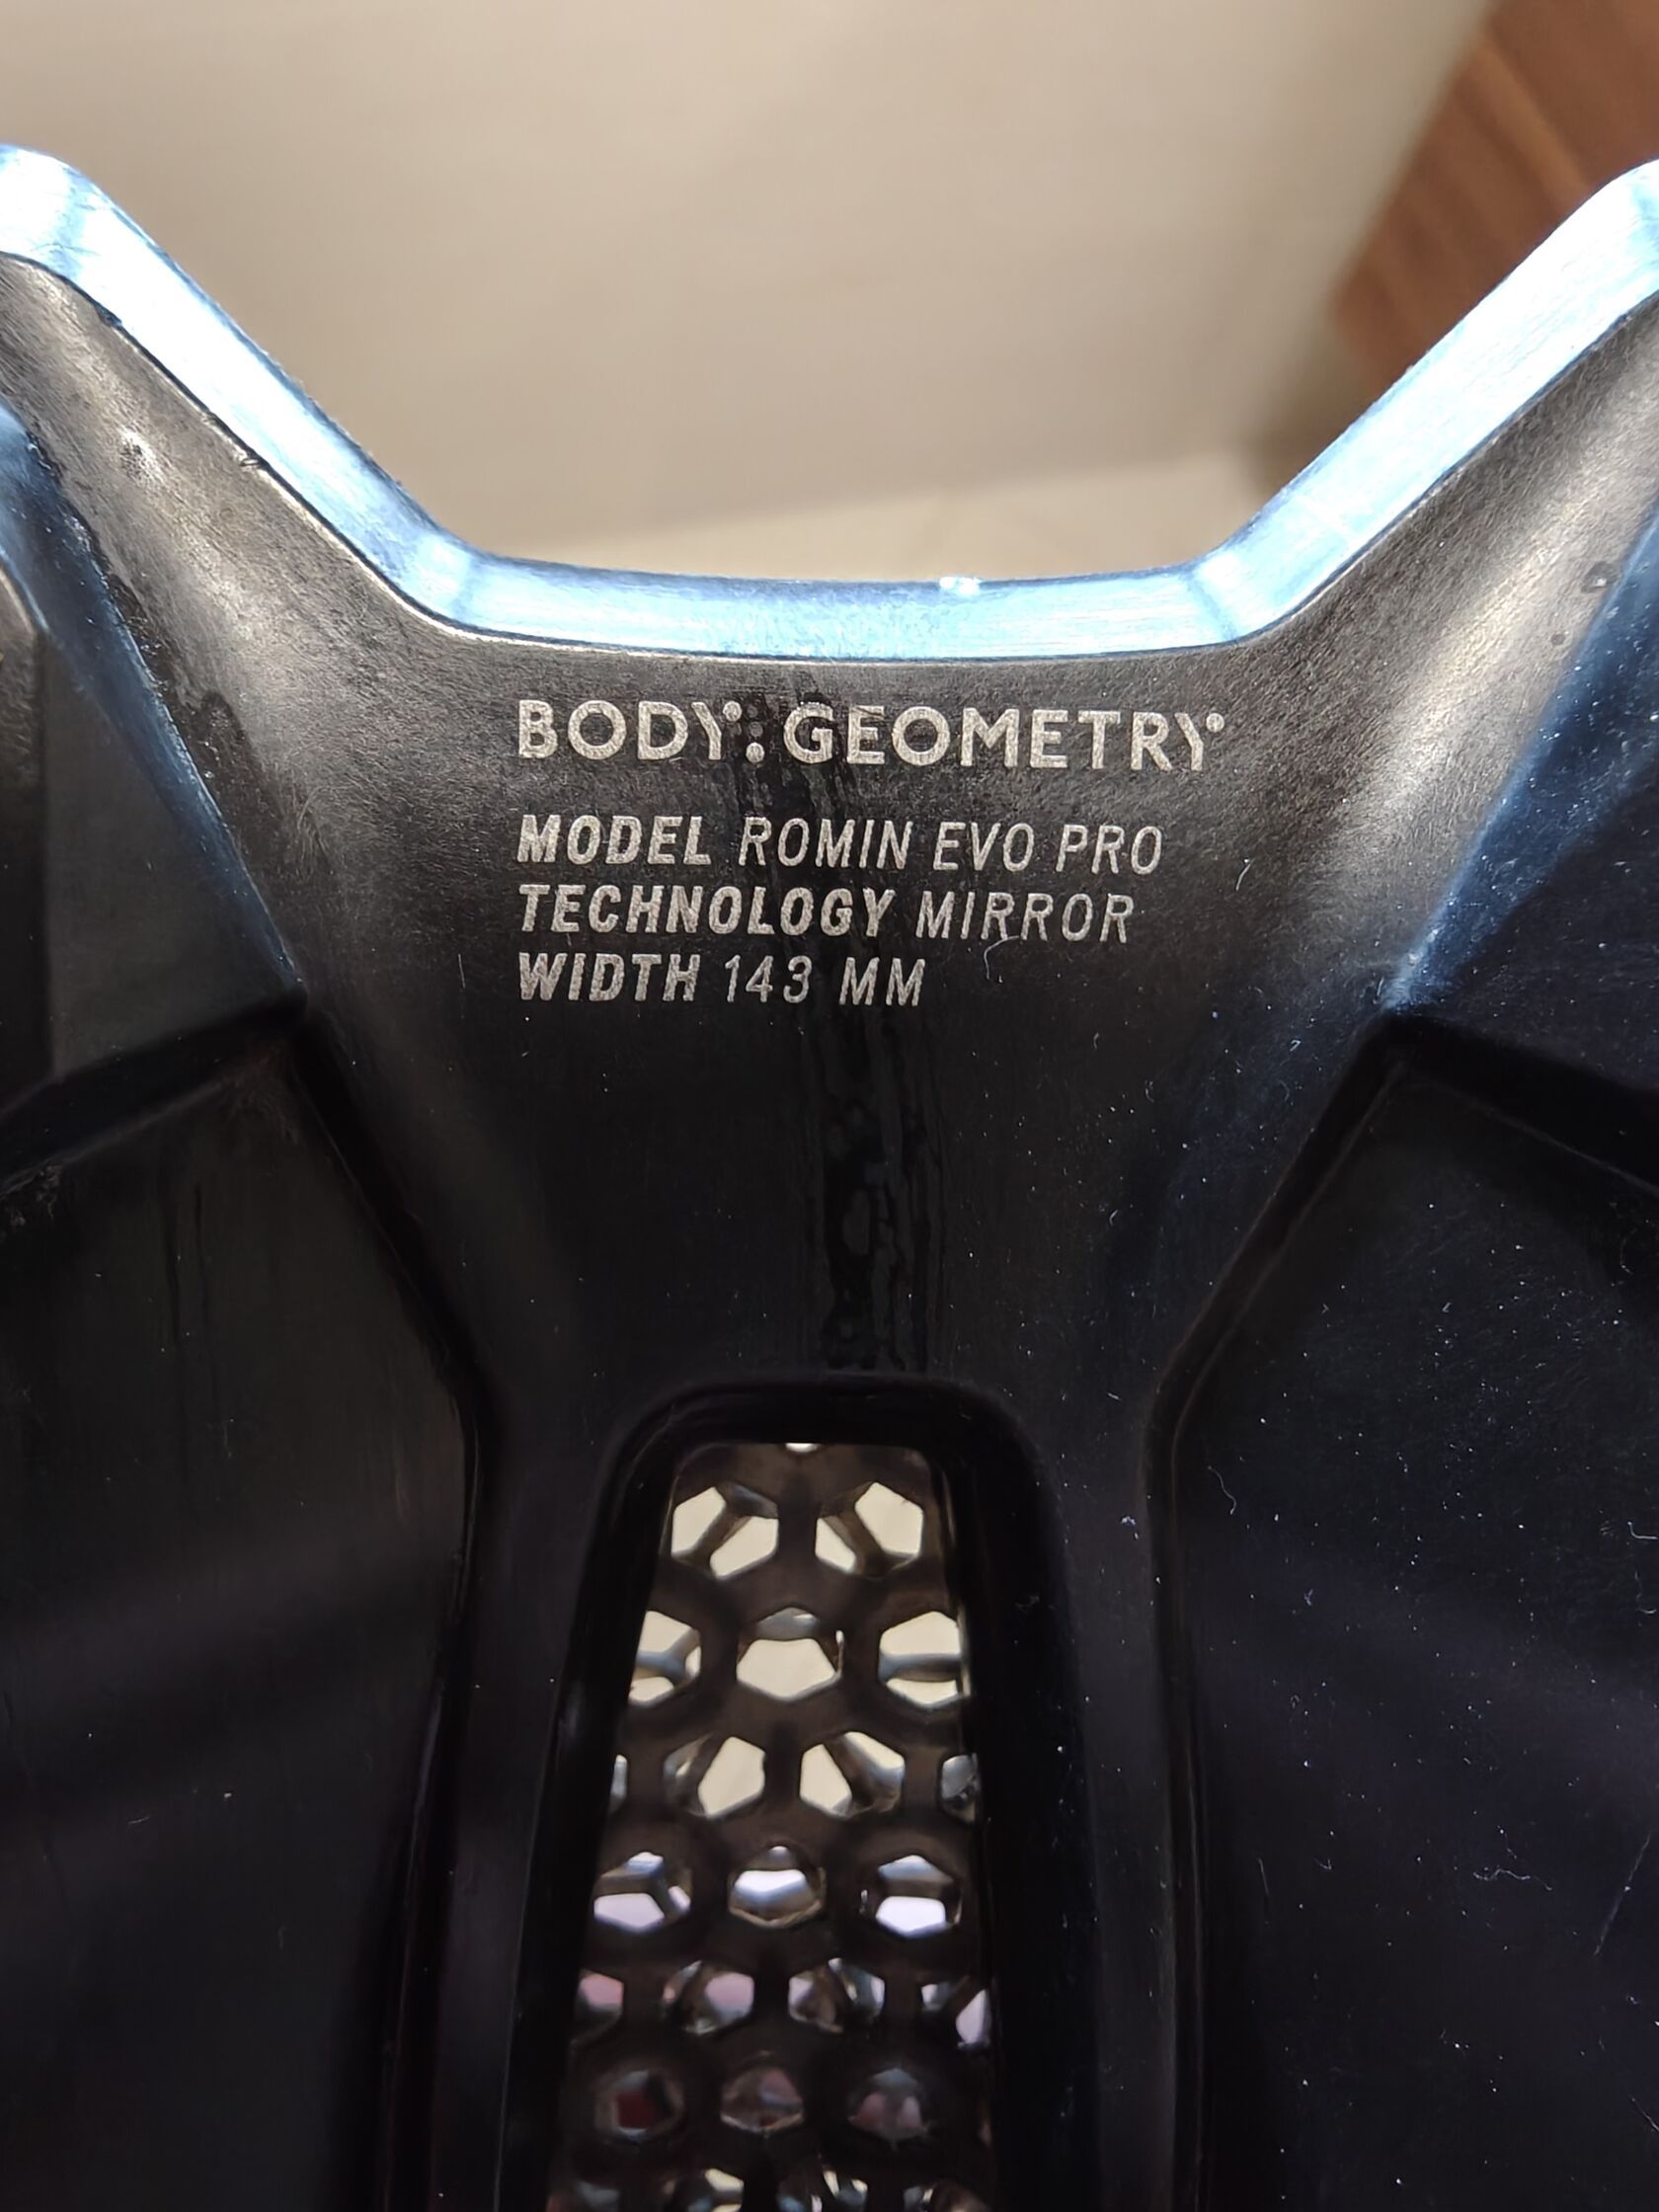 BODY GEOMETRY
MODEL ROMIN EVO PRO
TECHNOLOGY MIRROR
WIDTH 143 MM